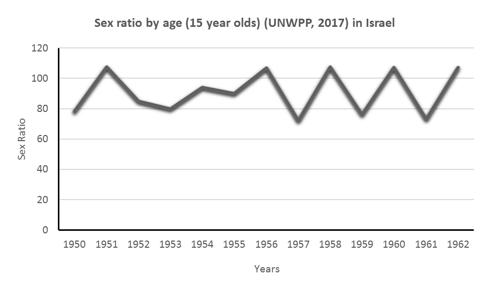 Sex ratio by age (15 year olds) (UNWPP, 2017) in Israel
120
100
80
60
40
20
0
Sex Ratio
1950 1951 1952 1953 1954 1955 1956 1957 1958 1959 1960 1961 1962
Years